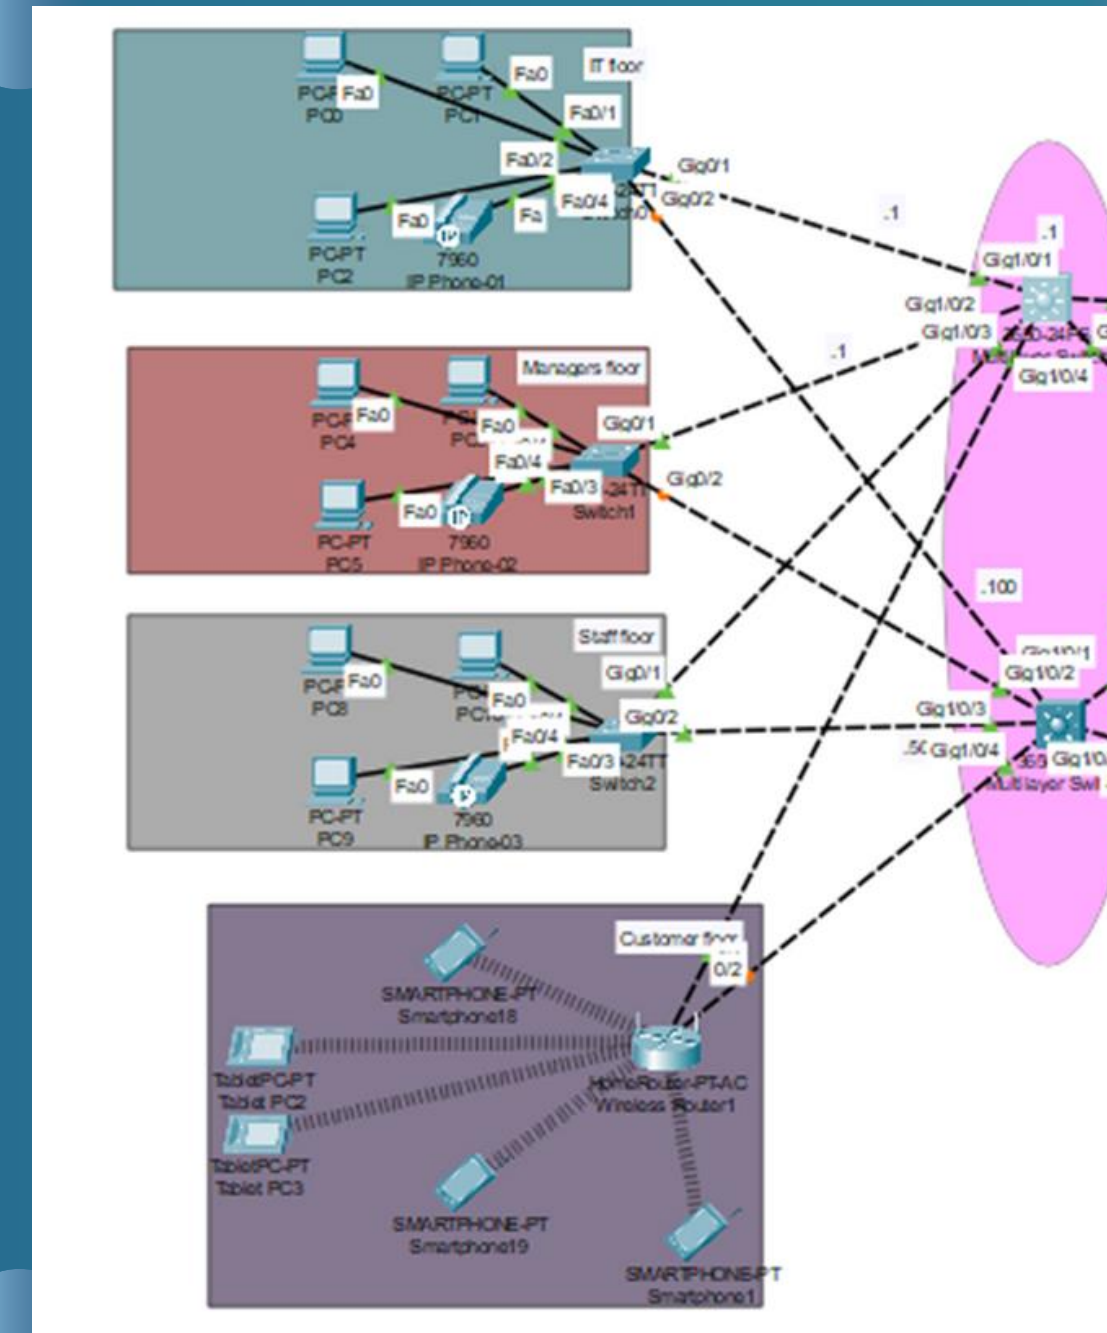 IT floor
Fa0
Fa0
PC0
PC-PT
PC1
Fa0/1
Fa0/2
Fa0/4
Gig0/1
Gig0/2
Fa0
Fa
PC-PT
PC2
7960
IP Phone-01
.1
.1
Gig1/0/1
Gig1/0/2
Gig1/0/3
Gig1/0/4
.1
Managers floor
Fa0
PC4
Fa0
Gig0/1
Fa0/4
Fa0/3
Gig0/2
Switch1
Fa0
PC-PT
PC5
7960
IP Phone-02
.100
Staff floor
Gig0/1
Fa0
PC8
Fa0
Gig0/2
Fa0/4
Fa0/3
Switch2
Fa0
PC-PT
PC9
7960
IP Phone-03
Gig1/0/1
Gig1/0/2
Gig1/0/3
Gig1/0/4
Customer floor
0/2
SMARTPHONE-PT
Smartphone18
TabletPC-PT
Tablet PC2
TabletPC-PT
Tablet PC3
HomeRouter-PT-AC
Wireless Router1
SMARTPHONE-PT
Smartphone19
SMARTPHONE-PT
Smartphone1